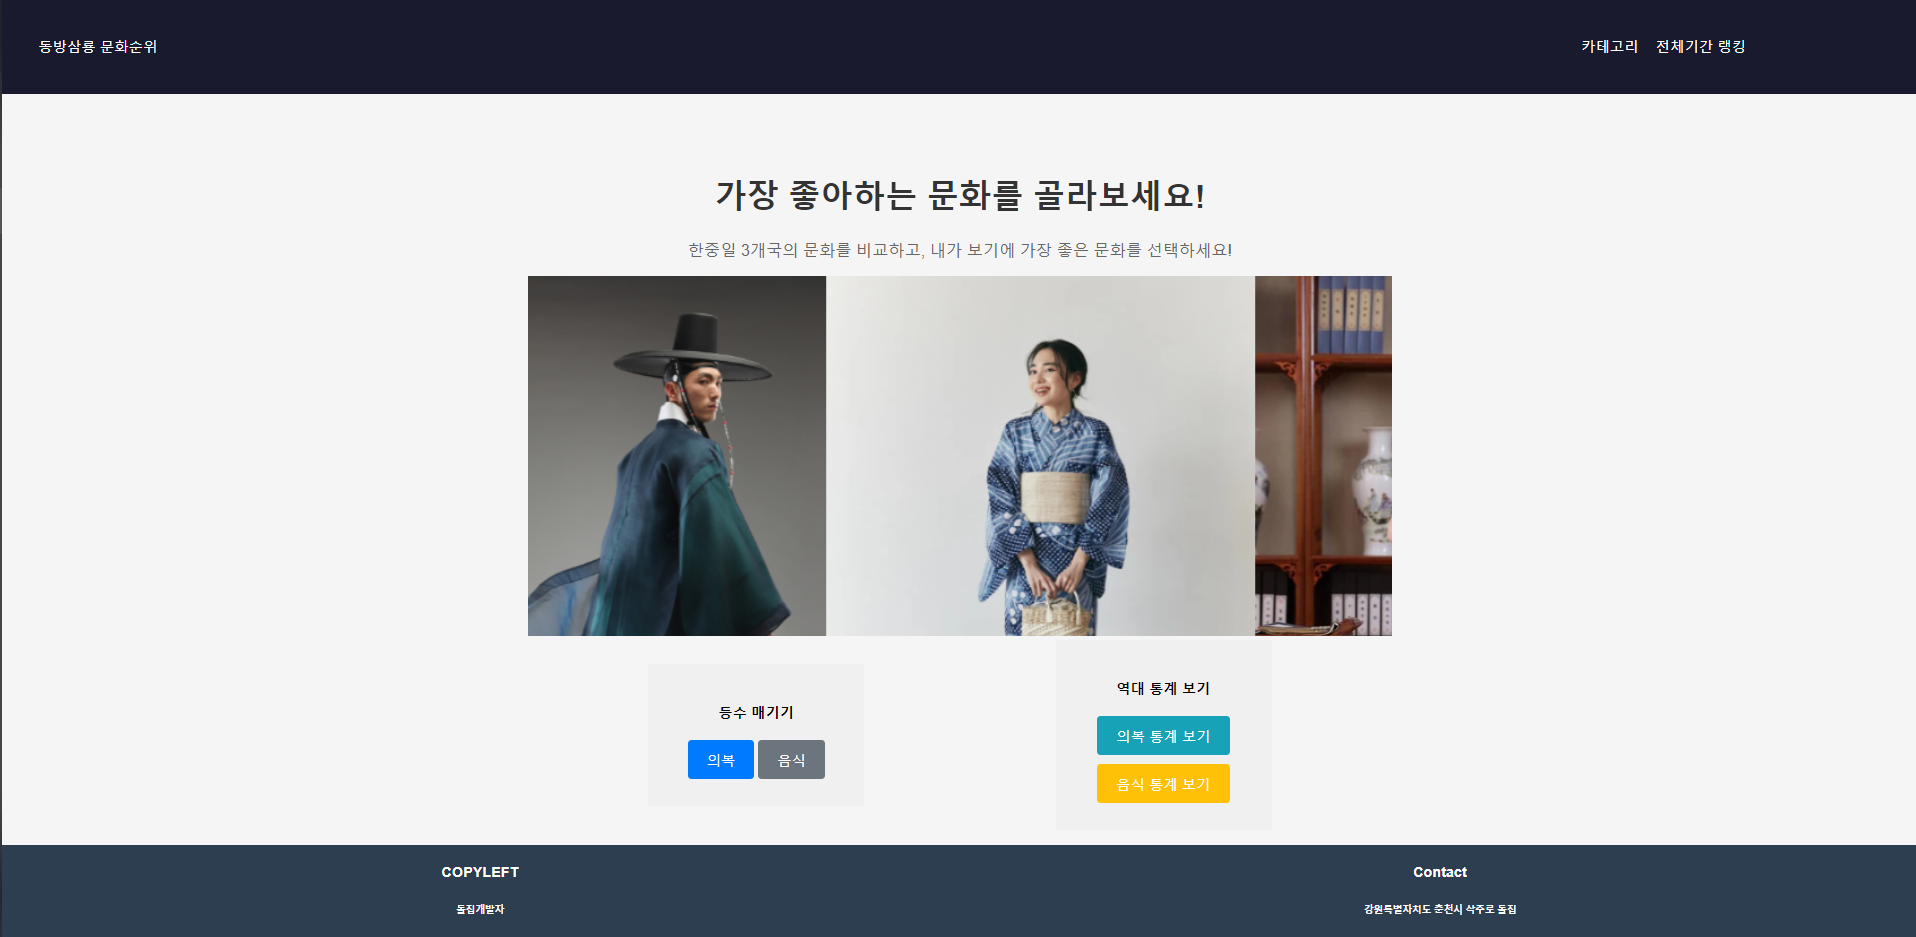 동방삼룡 문화순위
카테고리 전체기간 랭킹
가장 좋아하는 문화를 골라보세요!
한중일 3개국의 문화를 비교하고, 내가 보기에 가장 좋은 문화를 선택하세요!
등수 매기기
의복 음식
역대 통계 보기
의복 통계 보기
음식 통계 보기
COPYLEFT
돌집개발자
Contact
강원특별자치도 춘천시 삭주로 돌집